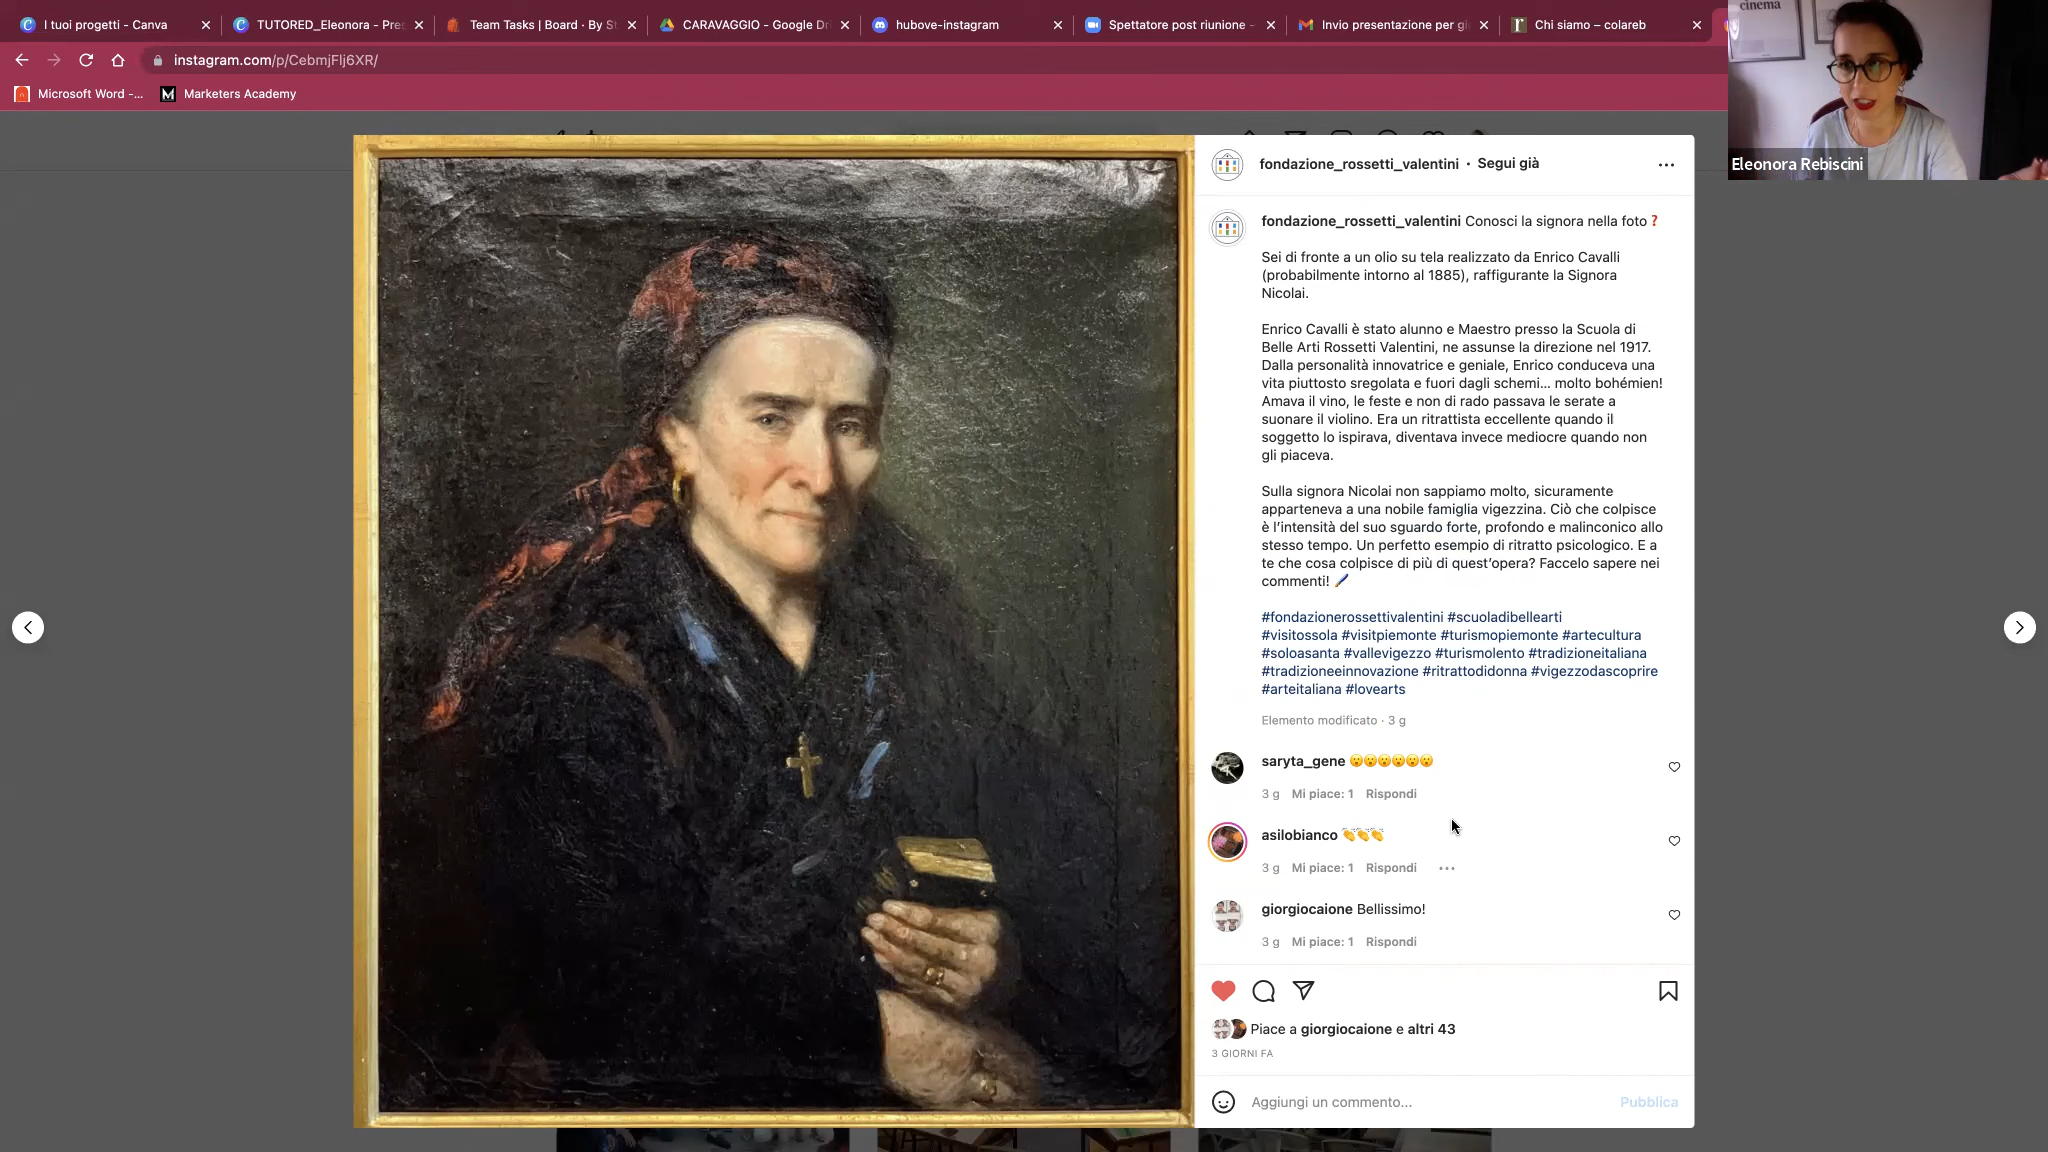 I tuoi progetti - Canva
TUTORED_Eleonora - Pre
Team Tasks | Board · By S
CARAVAGGIO - Google Dr
hubove-instagram
Spettatore post riunione -
Invio presentazione per gi
Chi siamo – colareb
cinema
instagram.com/p/CebmjFlj6XR/
Microsoft Word -...
Marketers Academy
Eleonora Rebiscini
fondazione_rossetti_valentini • Segui già
fondazione_rossetti_valentini Conosci la signora nella foto❓
Sei di fronte a un olio su tela realizzato da Enrico Cavalli
(probabilmente intorno al 1885), raffigurante la Signora
Nicolai.
Enrico Cavalli è stato alunno e Maestro presso la Scuola di
Belle Arti Rossetti Valentini, ne assunse la direzione nel 1917.
Dalla personalità innovatrice e geniale, Enrico conduceva una
vita piuttosto sregolata e fuori dagli schemi… molto bohémien!
Amava il vino, le feste e non di rado passava le serate a
suonare il violino. Era un ritrattista eccellente quando il
soggetto lo ispirava, diventava invece mediocre quando non
gli piaceva.
Sulla signora Nicolai non sappiamo molto, sicuramente
apparteneva a una nobile famiglia vigezzina. Ciò che colpisce
è l'intensità del suo sguardo forte, profondo e malinconico allo
stesso tempo. Un perfetto esempio di ritratto psicologico. E a
te che cosa colpisce di più di quest'opera? Faccelo sapere nei
commenti! 🖌️
#fondazionerossettivalentini #scuoladibellearti
#visitossola #visitpiemonte #turismopiemonte #artecultura
#soloasanta #vallevigezzo #turismolento #tradizioneitaliana
#tradizioneeinnovazione #ritrattodidonna #vigezzodascoprire
#arteitaliana #lovearts
Elemento modificato · 3 g
saryta_gene 😮😮😮😮😮😮
3 g Mi piace: 1 Rispondi
asilobianco 👏👏👏
3 g Mi piace: 1 Rispondi
giorgiocaione Bellissimo!
3 g Mi piace: 1 Rispondi
Piace a giorgiocaione e altri 43
3 GIORNI FA
Aggiungi un commento...
Pubblica